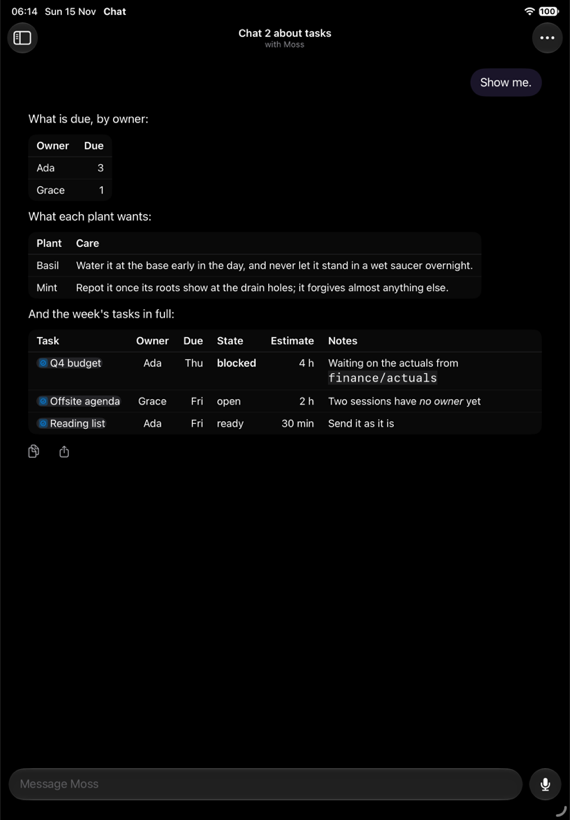 06:14 Sun 15 Nov Chat 100
Chat 2 about tasks
with Moss
Show me.
What is due, by owner:
Owner Due
Ada 3
Grace 1
What each plant wants:
Plant Care
Basil Water it at the base early in the day, and never let it stand in a wet saucer overnight.
Mint Repot it once its roots show at the drain holes; it forgives almost anything else.
And the week's tasks in full:
Task Owner Due State Estimate Notes
Q4 budget Ada Thu blocked 4 h Waiting on the actuals from
finance/actuals
Offsite agenda Grace Fri open 2 h Two sessions have no owner yet
Reading list Ada Fri ready 30 min Send it as it is
Message Moss